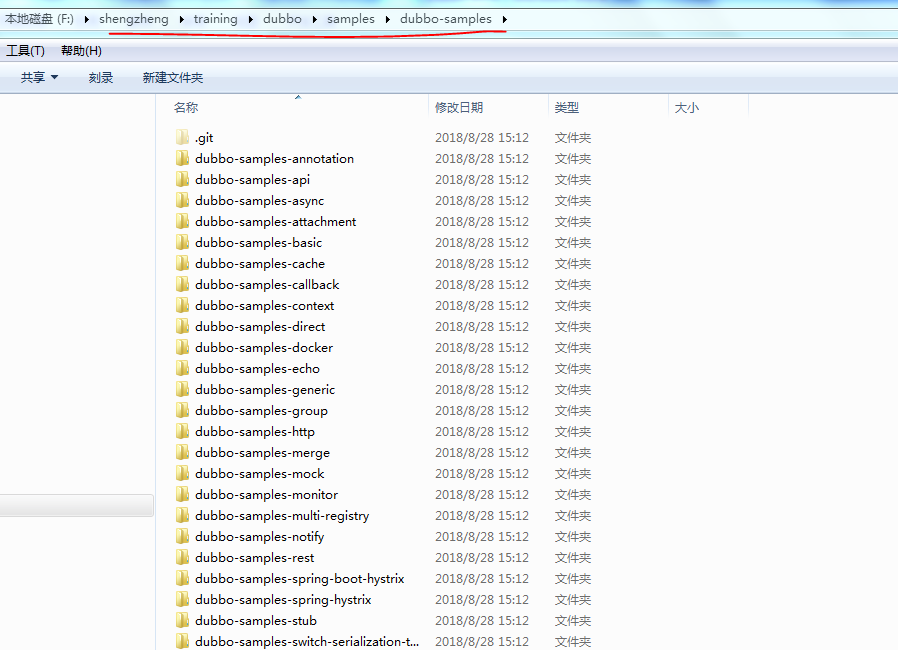 本地磁盘 (F:) shengzheng training dubbo samples dubbo-samples
工具(T) 帮助(H)
共享 刻录 新建文件夹
名称 修改日期 类型 大小
.git 2018/8/28 15:12 文件夹
dubbo-samples-annotation 2018/8/28 15:12 文件夹
dubbo-samples-api 2018/8/28 15:12 文件夹
dubbo-samples-async 2018/8/28 15:12 文件夹
dubbo-samples-attachment 2018/8/28 15:12 文件夹
dubbo-samples-basic 2018/8/28 15:12 文件夹
dubbo-samples-cache 2018/8/28 15:12 文件夹
dubbo-samples-callback 2018/8/28 15:12 文件夹
dubbo-samples-context 2018/8/28 15:12 文件夹
dubbo-samples-direct 2018/8/28 15:12 文件夹
dubbo-samples-docker 2018/8/28 15:12 文件夹
dubbo-samples-echo 2018/8/28 15:12 文件夹
dubbo-samples-generic 2018/8/28 15:12 文件夹
dubbo-samples-group 2018/8/28 15:12 文件夹
dubbo-samples-http 2018/8/28 15:12 文件夹
dubbo-samples-merge 2018/8/28 15:12 文件夹
dubbo-samples-mock 2018/8/28 15:12 文件夹
dubbo-samples-monitor 2018/8/28 15:12 文件夹
dubbo-samples-multi-registry 2018/8/28 15:12 文件夹
dubbo-samples-notify 2018/8/28 15:12 文件夹
dubbo-samples-rest 2018/8/28 15:12 文件夹
dubbo-samples-spring-boot-hystrix 2018/8/28 15:12 文件夹
dubbo-samples-spring-hystrix 2018/8/28 15:12 文件夹
dubbo-samples-stub 2018/8/28 15:12 文件夹
dubbo-samples-switch-serialization-t... 2018/8/28 15:12 文件夹